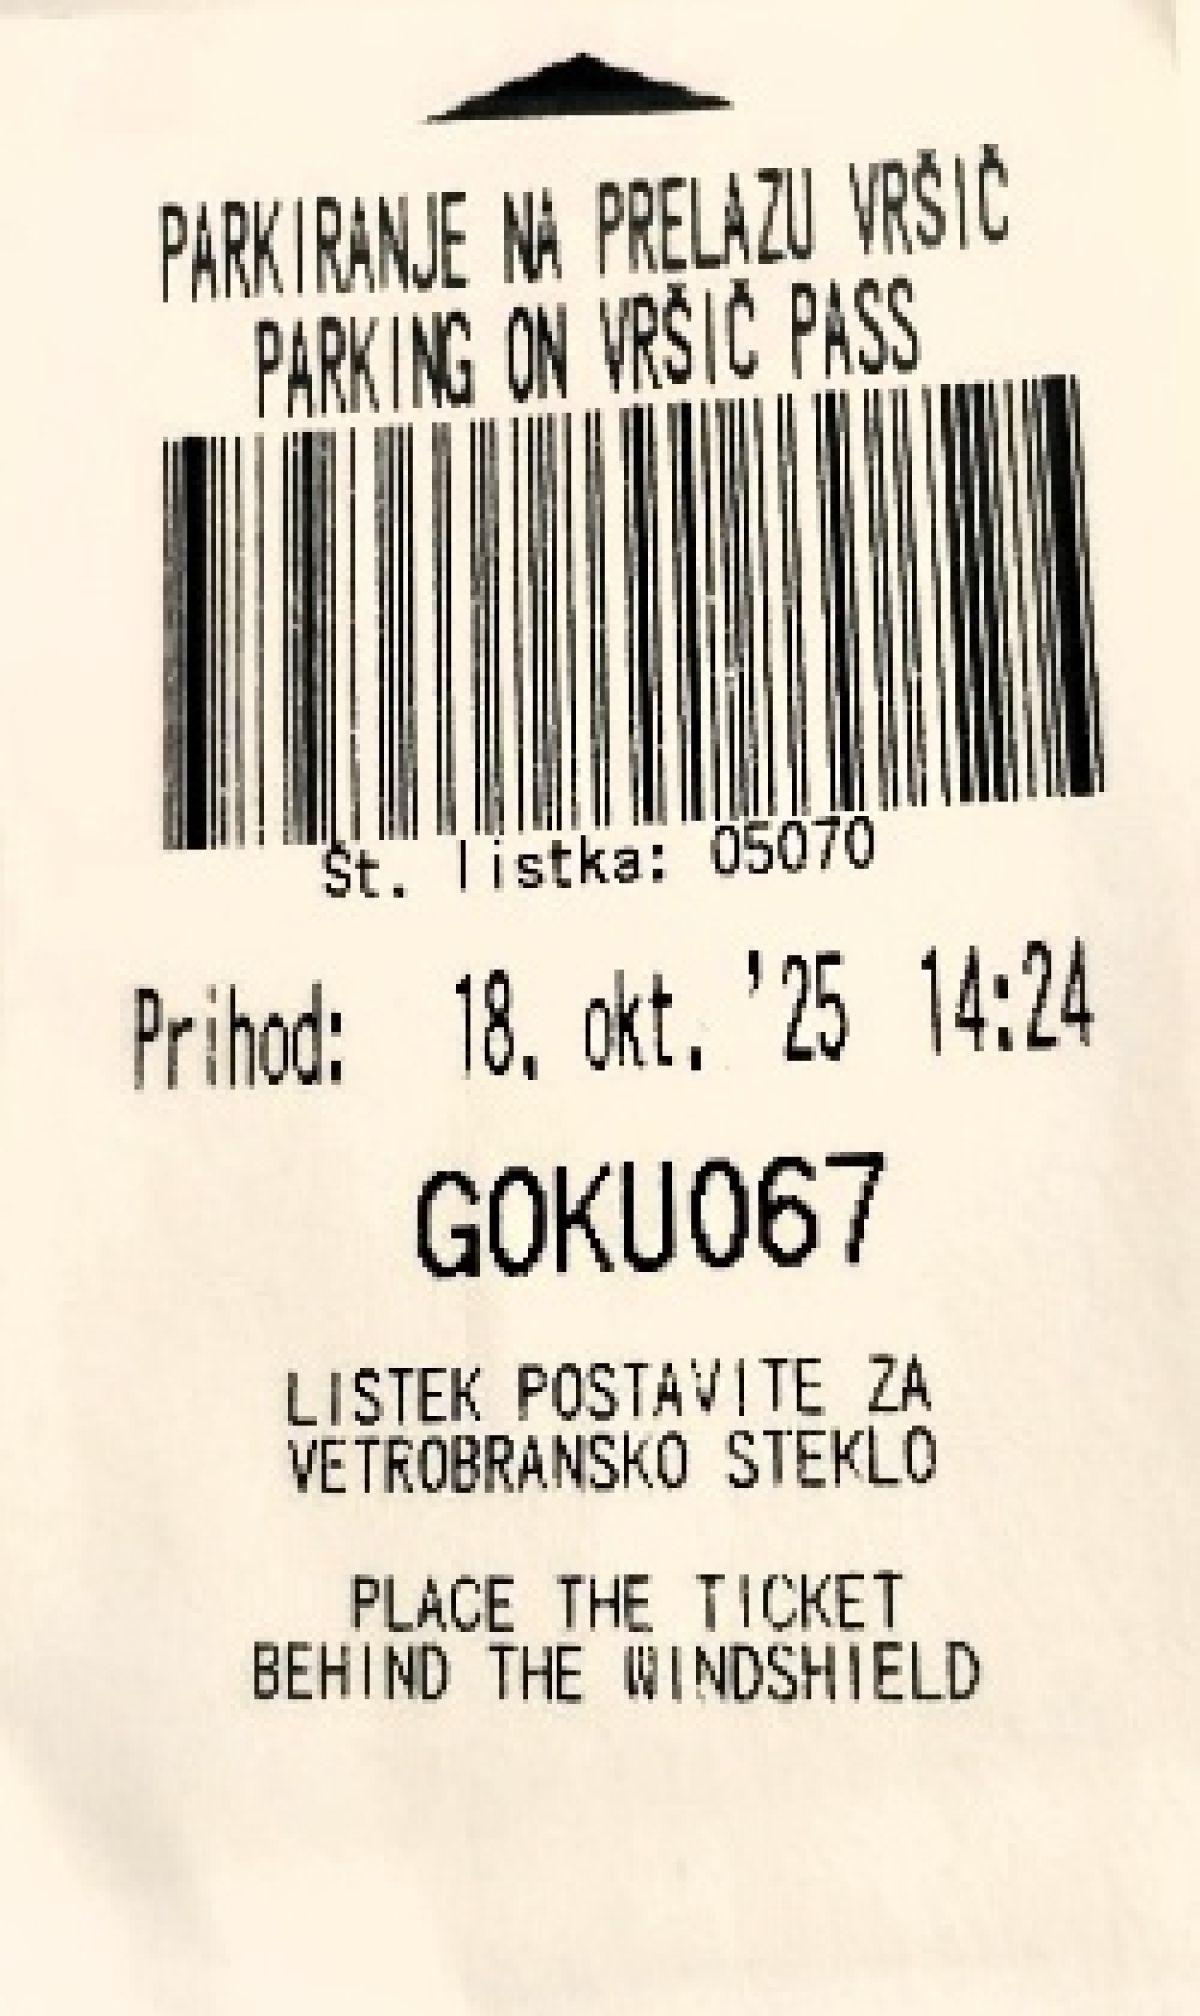 PARKIRANJE NA PRELAZU VRŠIČ
PARKING ON VRŠIČ PASS
Št. listka: 05070
Prihod: 18. okt. '25 14:24
GOKU067
LISTEK POSTAVITE ZA
VETROBRANSKO STEKLO
PLACE THE TICKET
BEHIND THE WINDSHIELD